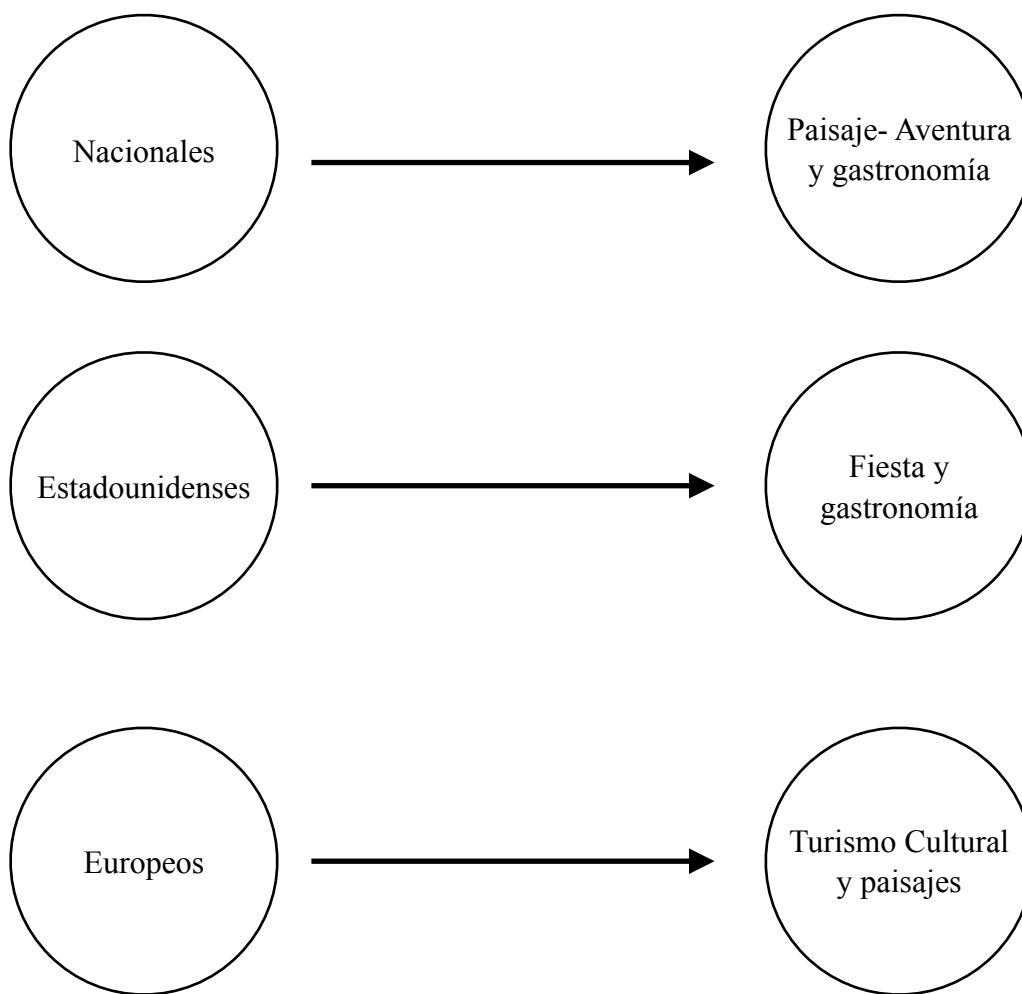 Nacionales
Paisaje- Aventura
y gastronomía
Estadounidenses
Fiesta y
gastronomía
Europeos
Turismo Cultural
y paisajes